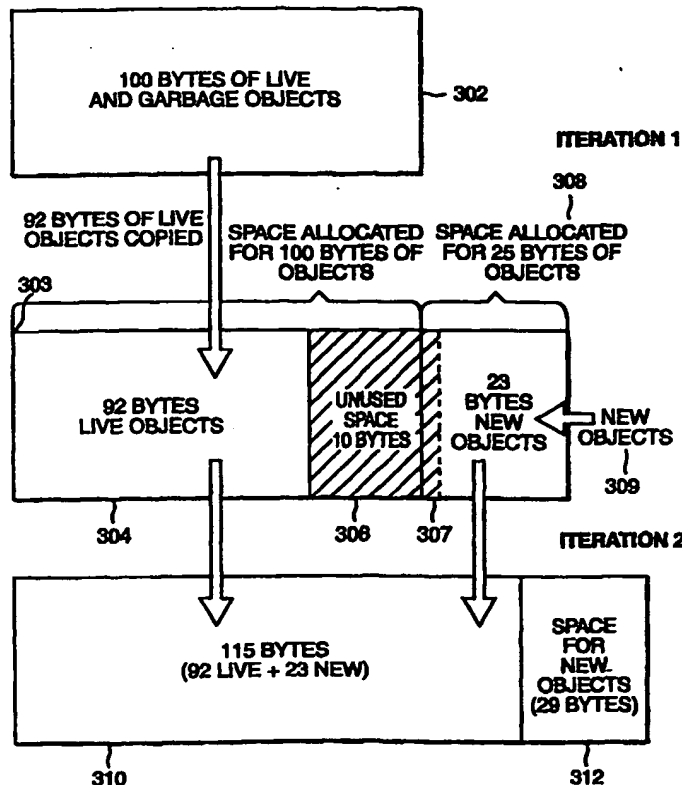 100 BYTES OF LIVE
AND GARBAGE OBJECTS
302
ITERATION 1
308
92 BYTES OF LIVE
OBJECTS COPIED
SPACE ALLOCATED
FOR 100 BYTES OF
OBJECTS
SPACE ALLOCATED
FOR 25 BYTES OF
OBJECTS
303
92 BYTES
LIVE OBJECTS
UNUSED
SPACE
10 BYTES
23
BYTES
NEW
OBJECTS
NEW
OBJECTS
309
304
306
307
ITERATION 2
115 BYTES
(92 LIVE + 23 NEW)
SPACE
FOR
NEW
OBJECTS
(29 BYTES)
310
312